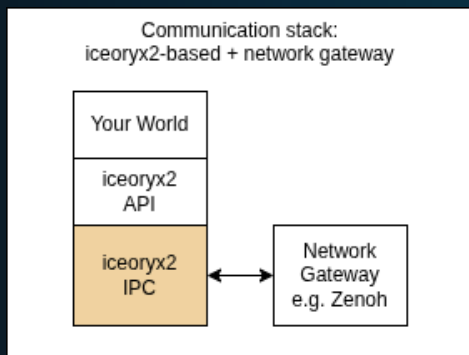 Communication stack:
iceoryx2-based + network gateway
Your World
iceoryx2
API
iceoryx2
IPC
Network
Gateway
e.g. Zenoh